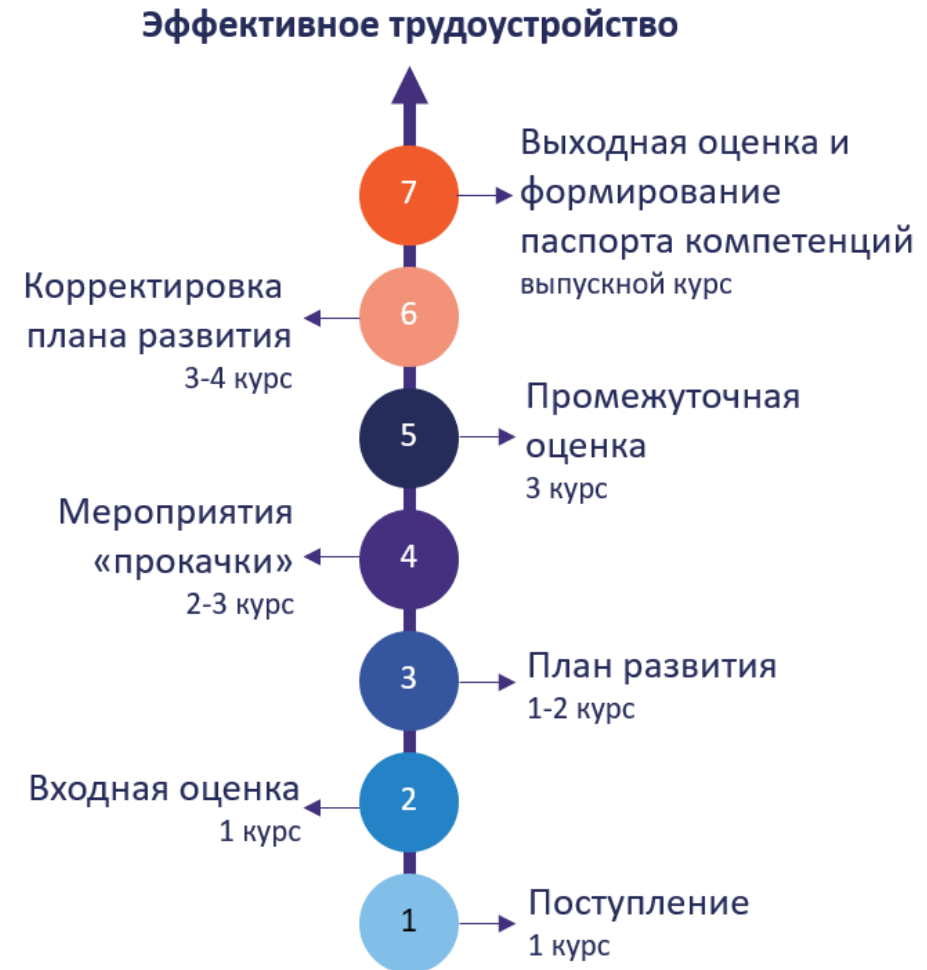 Эффективное трудоустройство
7
Выходная оценка и
формирование
паспорта компетенций
выпускной курс
Корректировка
плана развития
3-4 курс
6
Промежуточная
оценка
3 курс
5
Мероприятия
«прокачки»
2-3 курс
4
3
План развития
1-2 курс
Входная оценка
1 курс
2
1
Поступление
1 курс